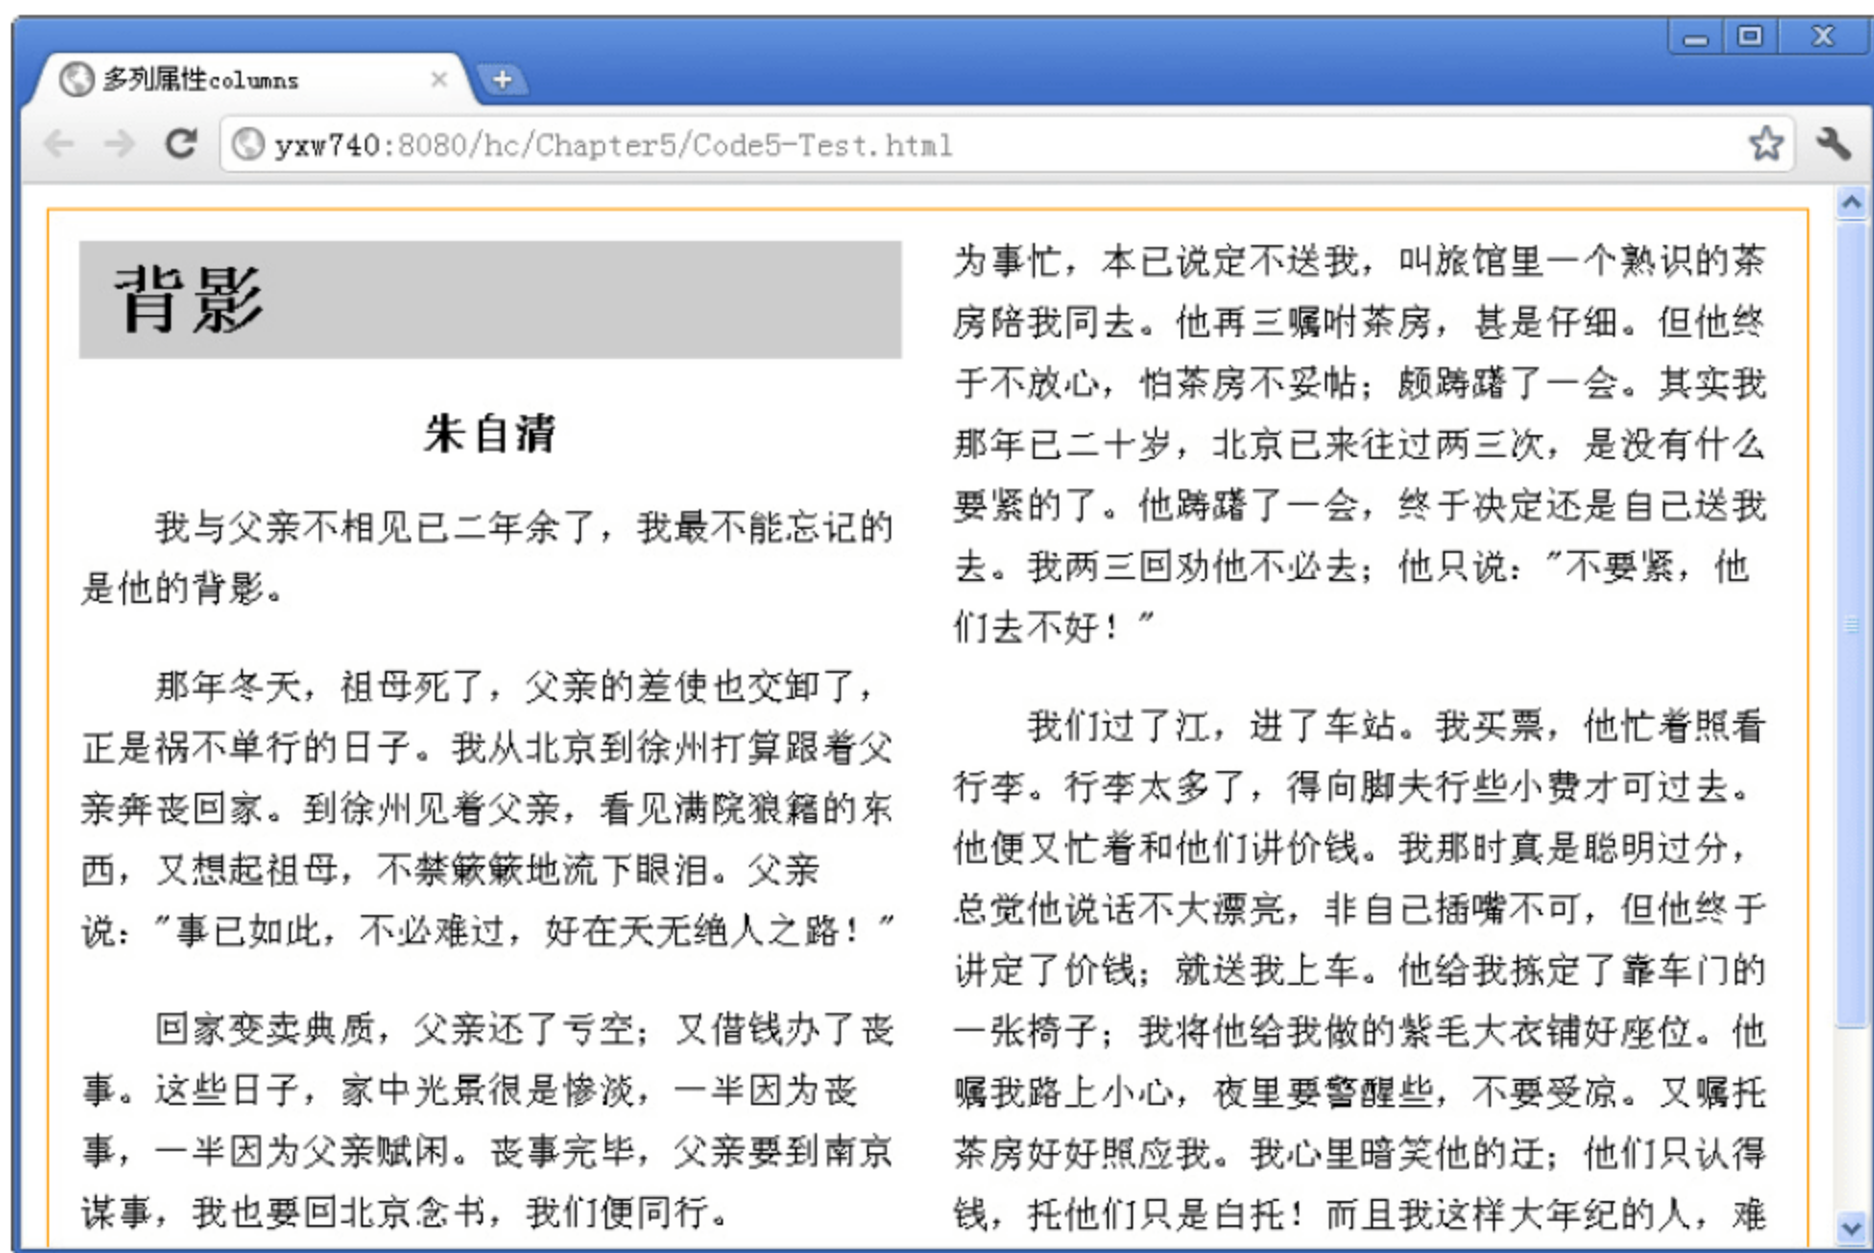 多列属性columns
yxw740:8080/hc/Chapter5/Code5-Test.html
背影
朱自清
我与父亲不相见已二年余了，我最不能忘记的
是他的背影。
那年冬天，祖母死了，父亲的差使也交卸了，
正是祸不单行的日子。我从北京到徐州打算跟着父
亲奔丧回家。到徐州见着父亲，看见满院狼籍的东
西，又想起祖母，不禁簌簌地流下眼泪。父亲
说："事已如此，不必难过，好在天无绝人之路！"
回家变卖典质，父亲还了亏空；又借钱办了丧
事。这些日子，家中光景很是惨淡，一半因为丧
事，一半因为父亲赋闲。丧事完毕，父亲要到南京
谋事，我也要回北京念书，我们便同行。
为事忙，本已说定不送我，叫旅馆里一个熟识的茶
房陪我同去。他再三嘱咐茶房，甚是仔细。但他终
于不放心，怕茶房不妥帖；颇踌躇了一会。其实我
那年已二十岁，北京已来往过两三次，是没有什么
要紧的了。他踌躇了一会，终于决定还是自己送我
去。我两三回劝他不必去；他只说："不要紧，他
们去不好！"
我们过了江，进了车站。我买票，他忙着照看
行李。行李太多了，得向脚夫行些小费才可过去。
他便又忙着和他们讲价钱。我那时真是聪明过分，
总觉他说话不大漂亮，非自己插嘴不可，但他终于
讲定了价钱；就送我上车。他给我拣定了靠车门的
一张椅子；我将他给我做的紫毛大衣铺好座位。他
嘱我路上小心，夜里要警醒些，不要受凉。又嘱托
茶房好好照应我。我心里暗笑他的迂；他们只认得
钱，托他们只是白托！而且我这样大年纪的人，难